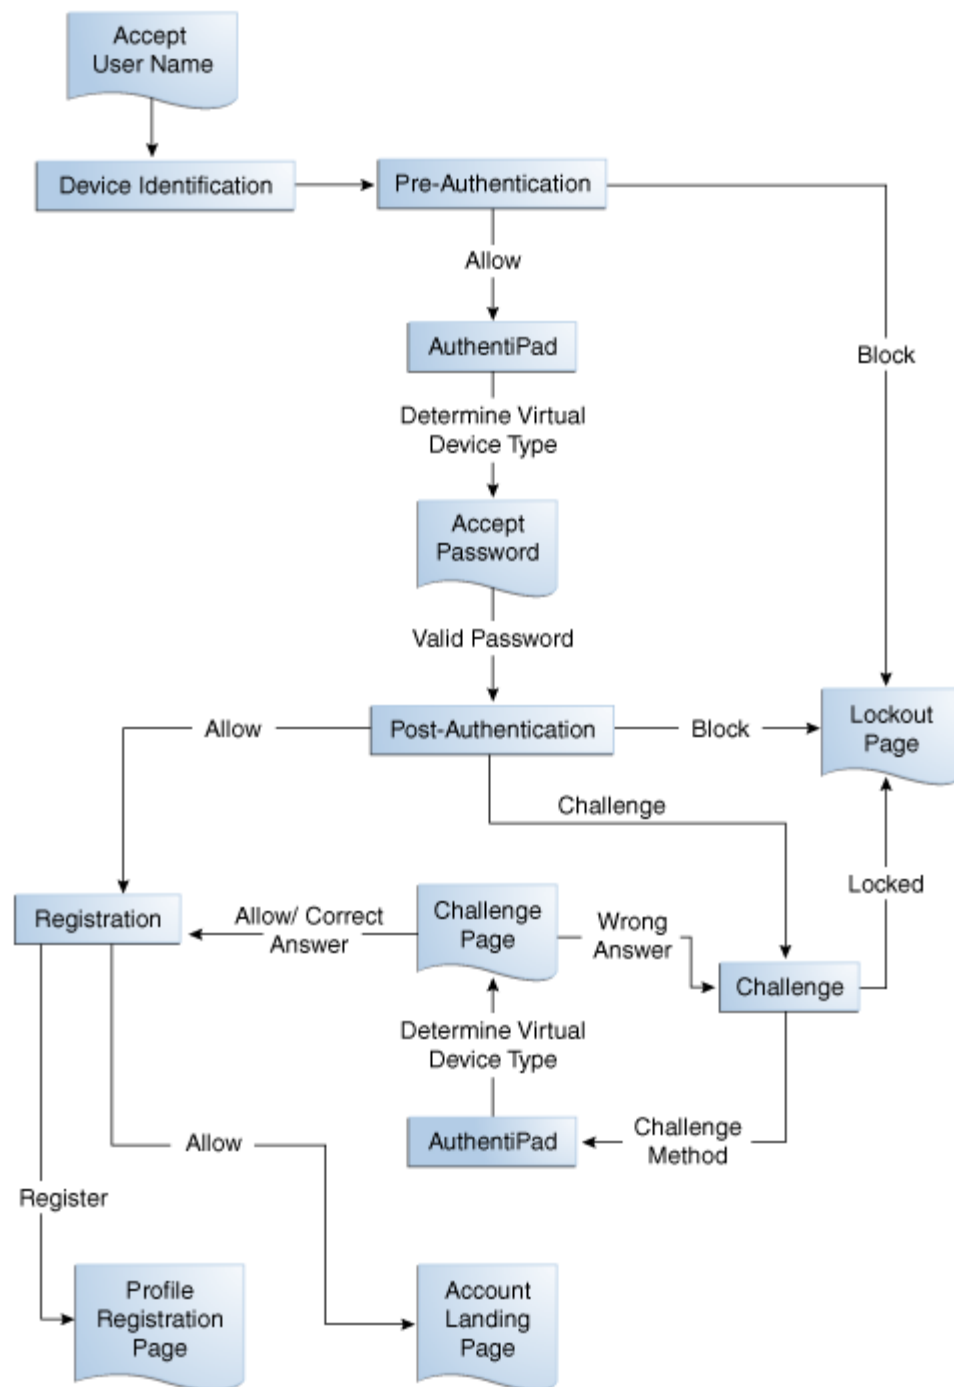 Accept
User Name
Device Identification
Pre-Authentication
Allow
AuthentiPad
Block
Determine Virtual
Device Type
Accept
Password
Valid Password
Allow
Post-Authentication
Block
Lockout
Page
Challenge
Locked
Registration
Allow/ Correct
Answer
Challenge
Page
Wrong
Answer
Challenge
Determine Virtual
Device Type
Allow
AuthentiPad
Challenge
Method
Register
Profile
Registration
Page
Account
Landing
Page